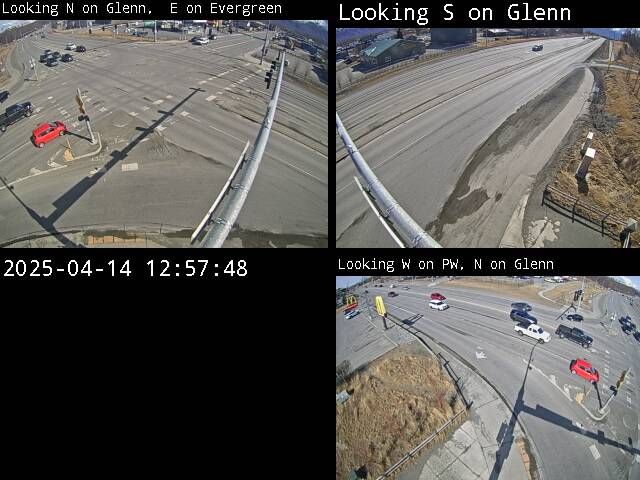 Looking N on Glenn,  E on Evergreen
Looking S on Glenn
2025-04-14 12:57:48
Looking W on PW, N on Glenn